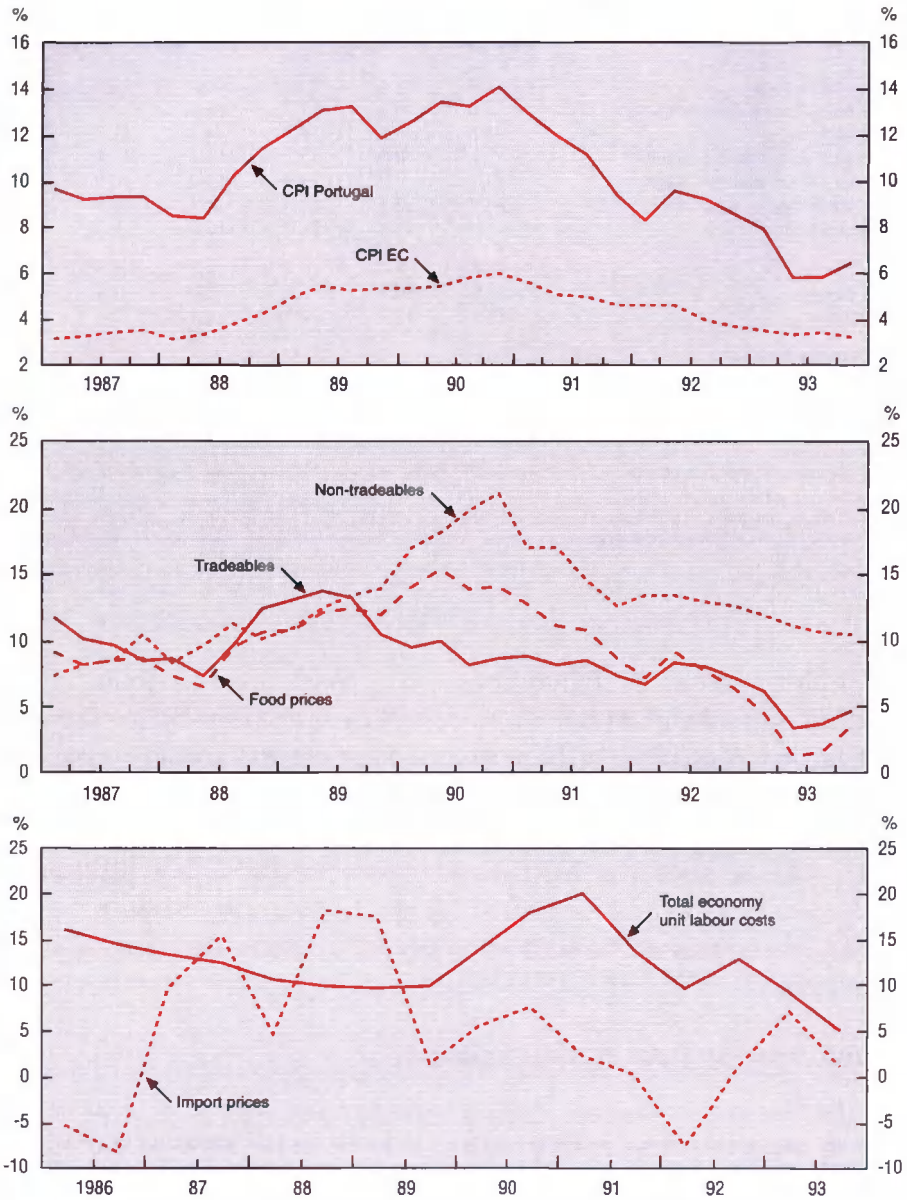 % %
16 16
14 14
12 12
10 10
CPI Portugal
8 8
CPI EC
6 6
4 4
2 2
1987 88 89 90 91 92 93
% %
25 25
Non-tradeables
20 20
Tradeables
15 15
10 10
Food prices
5 5
0 0
1987 88 89 90 91 92 93
% %
25 25
20 20
Total economy
unit labour costs
15 15
10 10
5 5
0 0
Import prices
-5 -5
-10 -10
1986 87 88 89 90 91 92 93